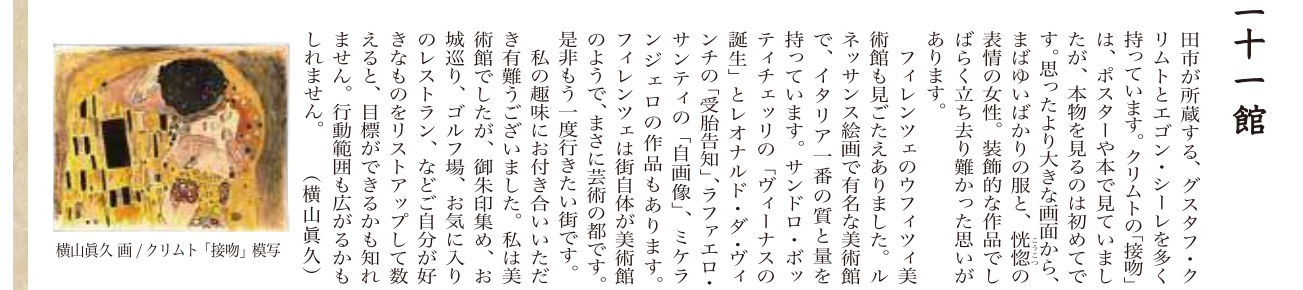 一十一館
田市が所蔵する、グスタフ・ク
リムトとエゴン・シーレを多く
持っています。クリムトの「接吻」
は、ポスターや本で見ていまし
たが、本物を見るのは初めてで
す。思ったより大きな画面から、
まばゆいばかりの服と、恍惚の
こうこつ
表情の女性。装飾的な作品でし
ばらく立ち去り難かった思いが
あります。
フィレンツェのウフィツィ美
術館も見ごたえありました。ル
ネッサンス絵画で有名な美術館
で、イタリア一番の質と量を
持っています。サンドロ・ボッ
ティチェッリの「ヴィーナスの
誕生」とレオナルド・ダ・ヴィ
ンチの「受胎告知」、ラファエロ・
サンティの「自画像」、ミケラ
ンジェロの作品もあります。
フィレンツェは街自体が美術館
のようで、まさに芸術の都です。
是非もう一度行きたい街です。
私の趣味にお付き合いいただ
き有難うございました。私は美
術館でしたが、御朱印集め、お
城巡り、ゴルフ場、お気に入り
のレストラン、などご自分が好
きなものをリストアップして数
えると、目標ができるかも知れ
ません。行動範囲も広がるかも
しれません。
(横山眞久)
横山眞久 画/クリムト「接吻」模写